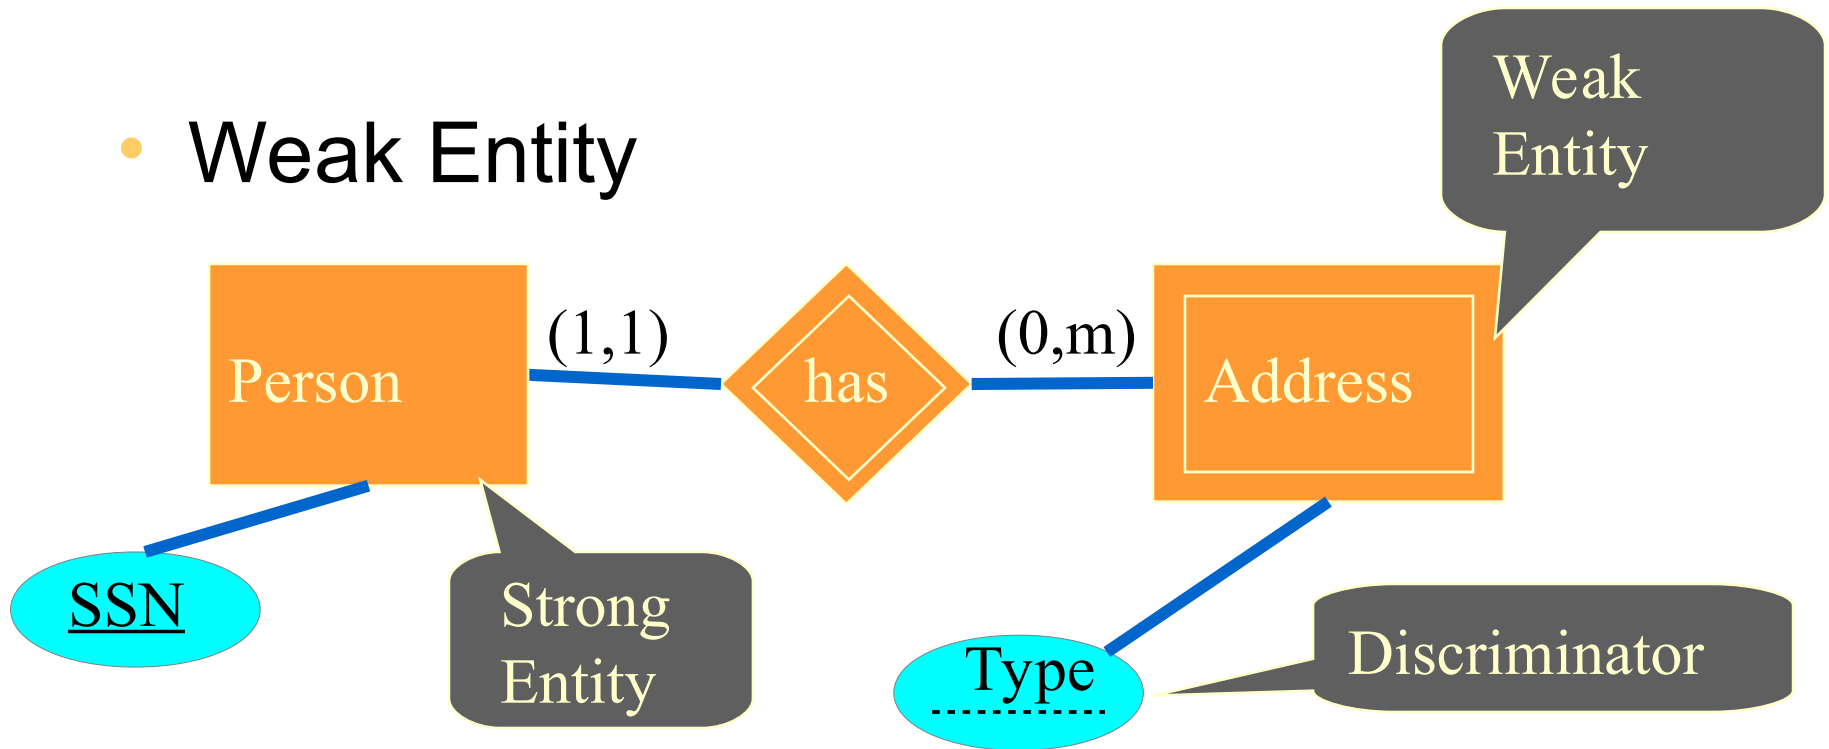 Weak
Entity
• Weak Entity
(1,1)
(0,m)
Person
has
Address
SSN
Strong
Entity
Type
Discriminator